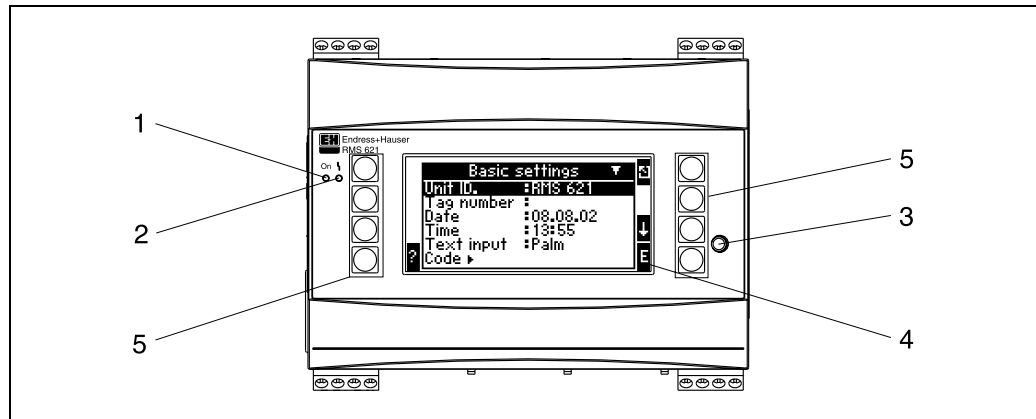 1
2
5
EH Endress+Hauser
RMS 621
On
Basic settings
Unit ID. :RMS 621
Tag number :
Date :08.08.02
Time :13:55
Text input :Palm
Code
?
E
5
3
4